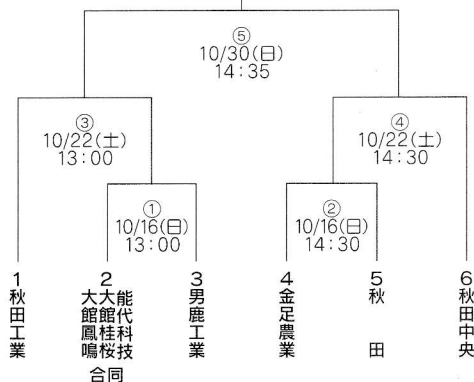 ⑤
10/30(日)
14:35
③
10/22(土)
13:00
④
10/22(土)
14:30
①
10/16(日)
13:00
②
10/16(日)
14:30
1
秋田工業
2
能代科技
大館桂桜
大館鳳鳴
合同
3
男鹿工業
4
金足農業
5
秋田
6
秋田中央